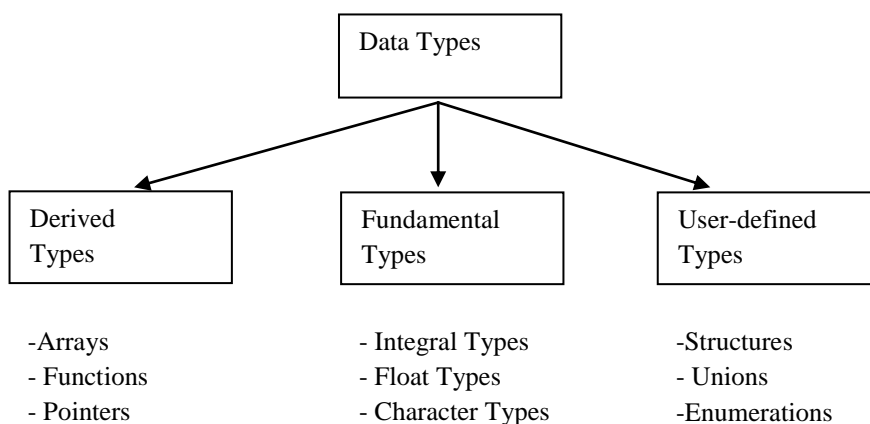 Data Types
Derived
Types
Fundamental
Types
User-defined
Types
-Arrays
- Functions
- Pointers
- Integral Types
- Float Types
- Character Types
-Structures
- Unions
-Enumerations